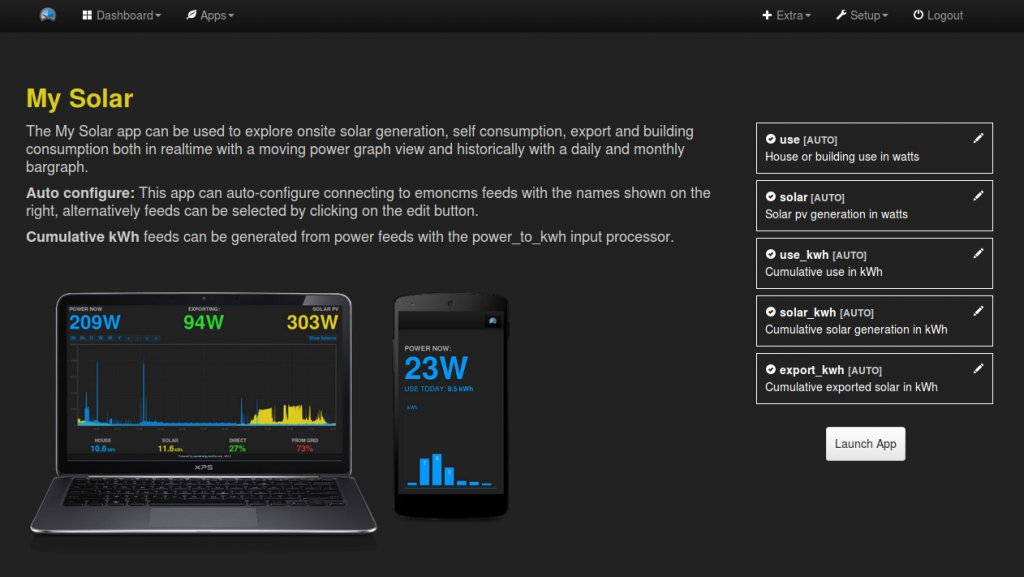 Dashboard
Apps
Extra
Setup
Logout
My Solar
The My Solar app can be used to explore onsite solar generation, self consumption, export and building
consumption both in realtime with a moving power graph view and historically with a daily and monthly
bargraph.
Auto configure: This app can auto-configure connecting to emoncms feeds with the names shown on the
right, alternatively feeds can be selected by clicking on the edit button.
Cumulative kWh feeds can be generated from power feeds with the power_to_kwh input processor.
use [AUTO]
House or building use in watts
solar [AUTO]
Solar pv generation in watts
use_kwh [AUTO]
Cumulative use in kWh
solar_kwh [AUTO]
Cumulative solar generation in kWh
export_kwh [AUTO]
Cumulative exported solar in kWh
Launch App
POWER NOW
EXPORTING:
SOLAR PV
209W
94W
303W
HOUSE
SOLAR
DIRECT
FROM GRID
10.6 kWh
11.6 kWh
27%
73%
XPS
POWER NOW:
23W
USE TODAY: 0.5 kWh
kWh